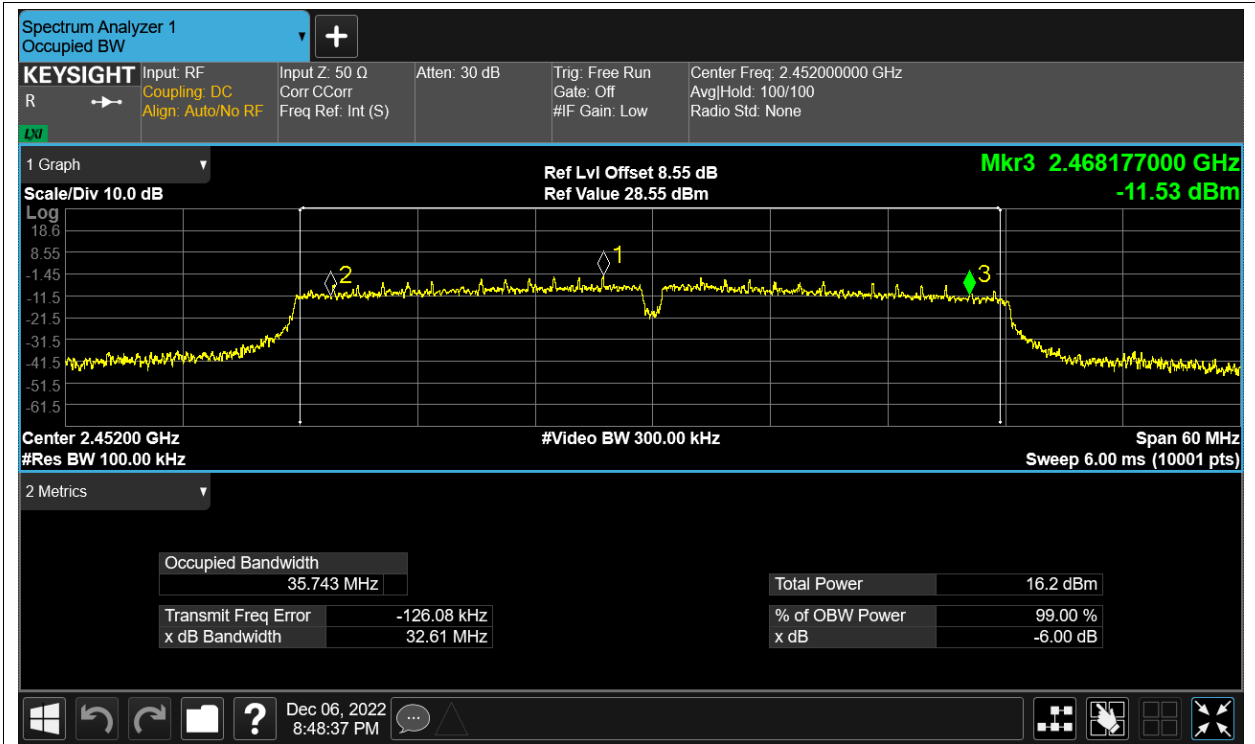 Spectrum Analyzer 1
Occupied BW
KEYSIGHT
R
LXI
Input: RF
Coupling: DC
Align: Auto/No RF
Input Z: 50 Ω
Corr CCorr
Freq Ref: Int (S)
Atten: 30 dB
Trig: Free Run
Gate: Off
#IF Gain: Low
Center Freq: 2.452000000 GHz
Avg|Hold: 100/100
Radio Std: None
1 Graph
Scale/Div 10.0 dB
Ref Lvl Offset 8.55 dB
Ref Value 28.55 dBm
Mkr3 2.468177000 GHz
-11.53 dBm
Log
18.6
8.55
-1.45
-11.5
-21.5
-31.5
-41.5
-51.5
-61.5
2
1
3
Center 2.45200 GHz
#Res BW 100.00 kHz
#Video BW 300.00 kHz
Span 60 MHz
Sweep 6.00 ms (10001 pts)
2 Metrics
Occupied Bandwidth
35.743 MHz
Transmit Freq Error -126.08 kHz
x dB Bandwidth 32.61 MHz
Total Power 16.2 dBm
% of OBW Power 99.00 %
x dB -6.00 dB
?
Dec 06, 2022
8:48:37 PM